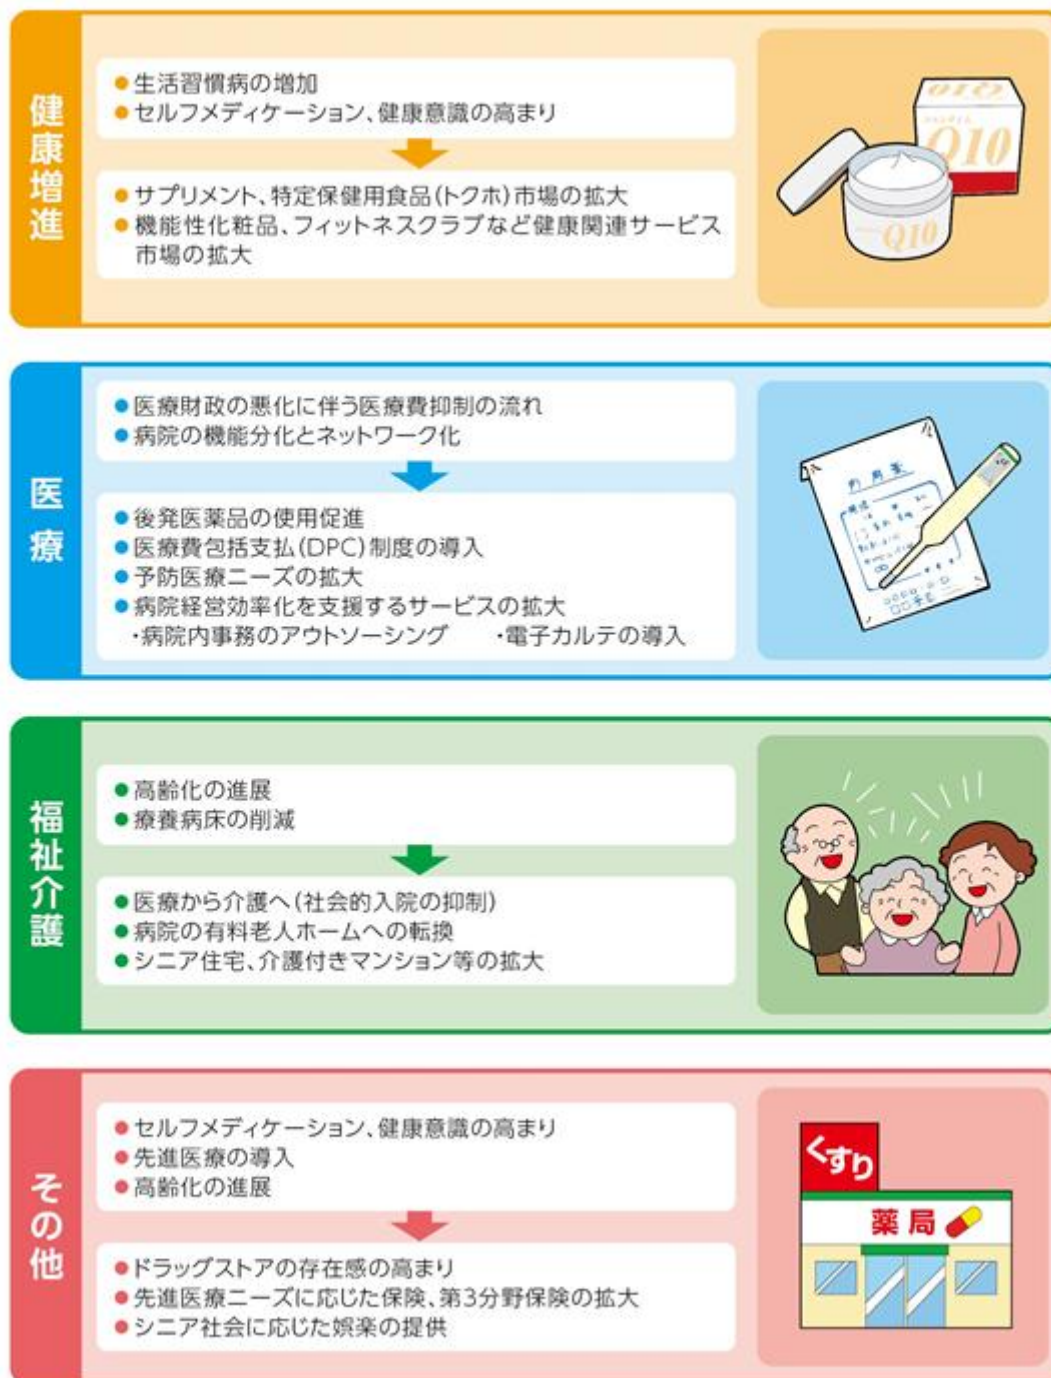 健康増進
●生活習慣病の増加
●セルフメディケーション、健康意識の高まり
●サプリメント、特定保健用食品(トクホ)市場の拡大
●機能性化粧品、フィットネスクラブなど健康関連サービス
市場の拡大
Q10
Q10
Q10
医療
●医療財政の悪化に伴う医療費抑制の流れ
●病院の機能分化とネットワーク化
●後発医薬品の使用促進
●医療費包括支払(DPC)制度の導入
●予防医療ニーズの拡大
●病院経営効率化を支援するサービスの拡大
・病院内事務のアウトソーシング ・電子カルテの導入
内用薬
福祉介護
●高齢化の進展
●療養病床の削減
●医療から介護へ(社会的入院の抑制)
●病院の有料老人ホームへの転換
●シニア住宅、介護付きマンション等の拡大
その他
●セルフメディケーション、健康意識の高まり
●先進医療の導入
●高齢化の進展
●ドラッグストアの存在感の高まり
●先進医療ニーズに応じた保険、第3分野保険の拡大
●シニア社会に応じた娯楽の提供
くすり
薬局